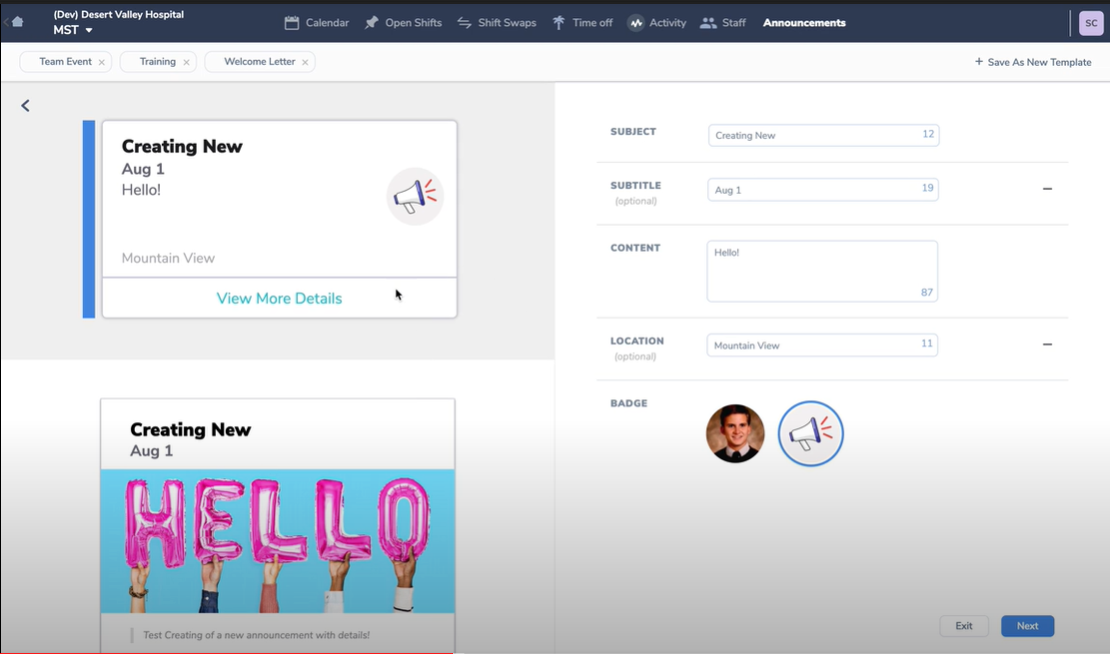 (Dev) Desert Valley Hospital
MST
Calendar
Open Shifts
Shift Swaps
Time off
Activity
Staff
Announcements
SC
Team Event
Training
Welcome Letter
+ Save As New Template
Creating New
Aug 1
Hello!
Mountain View
View More Details
Creating New
Aug 1
HELLO
Test Creating of a new announcement with details!
SUBJECT
Creating New 12
SUBTITLE
(optional)
Aug 1 19
CONTENT
Hello!
87
LOCATION
(optional)
Mountain View 11
BADGE
Exit
Next